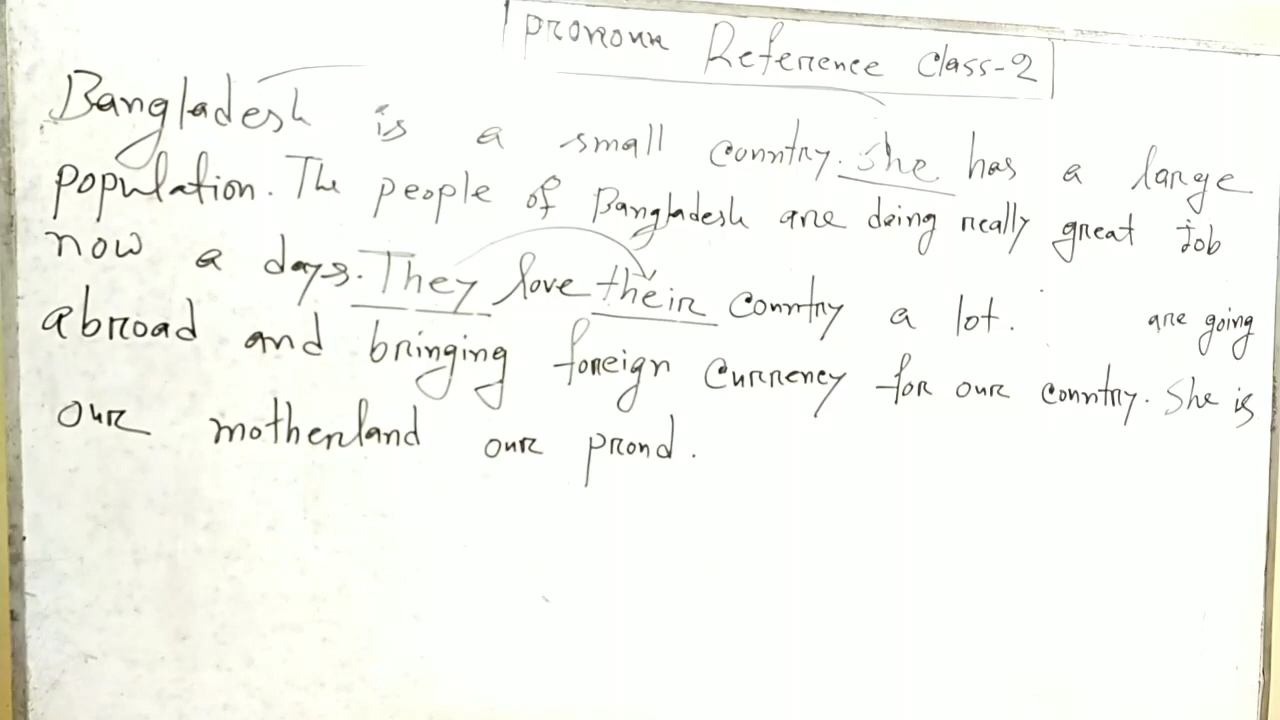 Pronoun Reference Class-2
Bangladesh is a small country. She has a large
population. The people of Bangladesh are doing really great job
now a days. They love their country a lot. are going
abroad and bringing foreign currency for our country. She is
our motherland our proud.